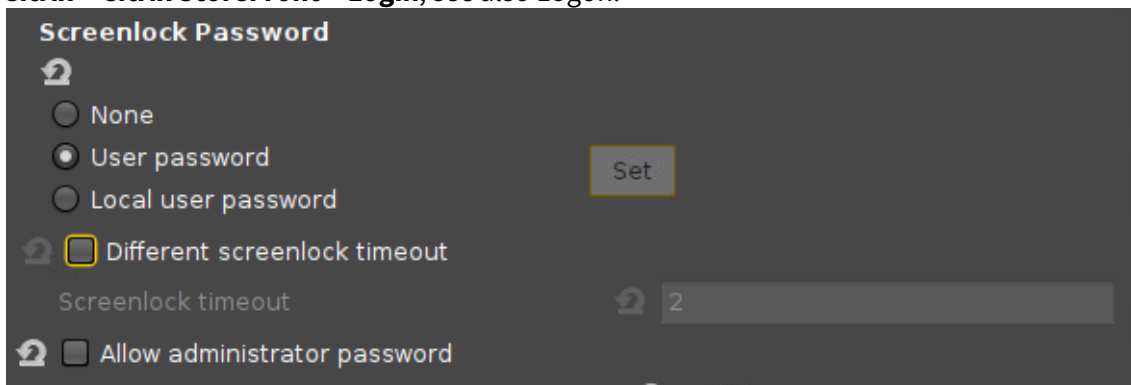 Screenlock Password
None
User password
Set
Local user password
Different screenlock timeout
Screenlock timeout
2
Allow administrator password